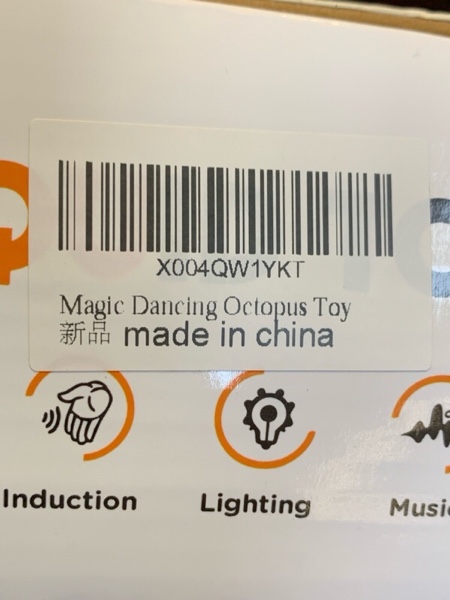 X004QW1YKT
Magic Dancing Octopus Toy
新品 made in china
Induction
Lighting